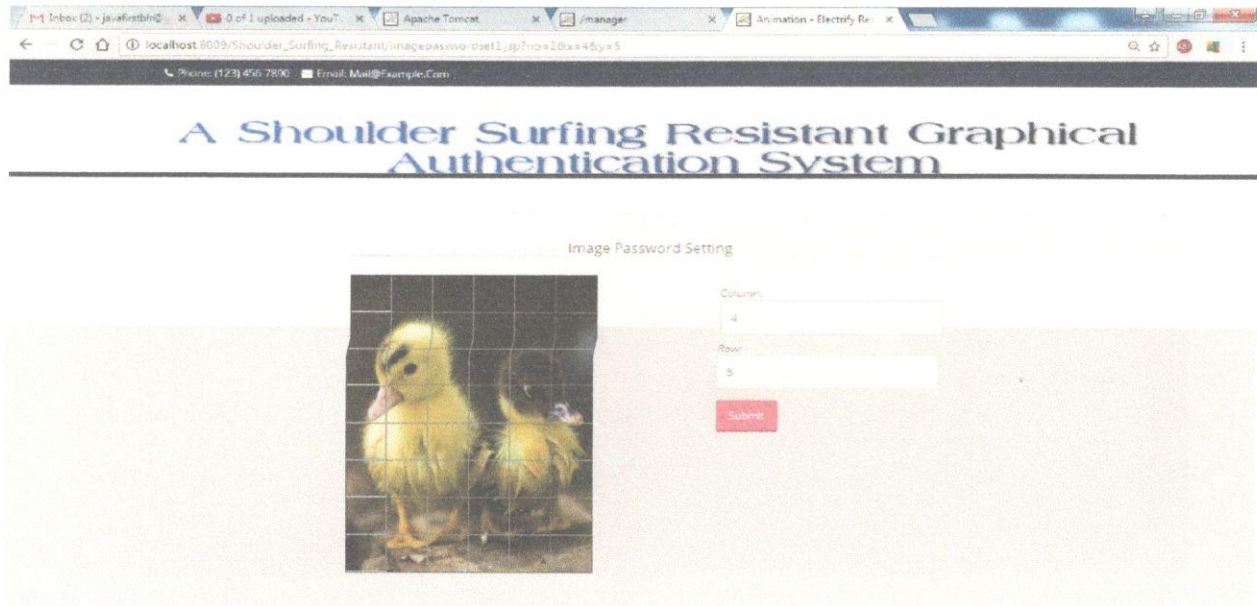 Inbox (2) - javafirstbln@
0 of 1 uploaded - YouT
Apache Tomcat
/manager
Animation - Electrify Re
localhost:8009/Shoulder_Surfing_Resistant/imagepasswordset1.jsp?no=2&x=4&y=5
Phone: (123) 456-7890 Email: Mail@Example.Com
A Shoulder Surfing Resistant Graphical
Authentication System
Image Password Setting
Column:
4
Row:
5
Submit